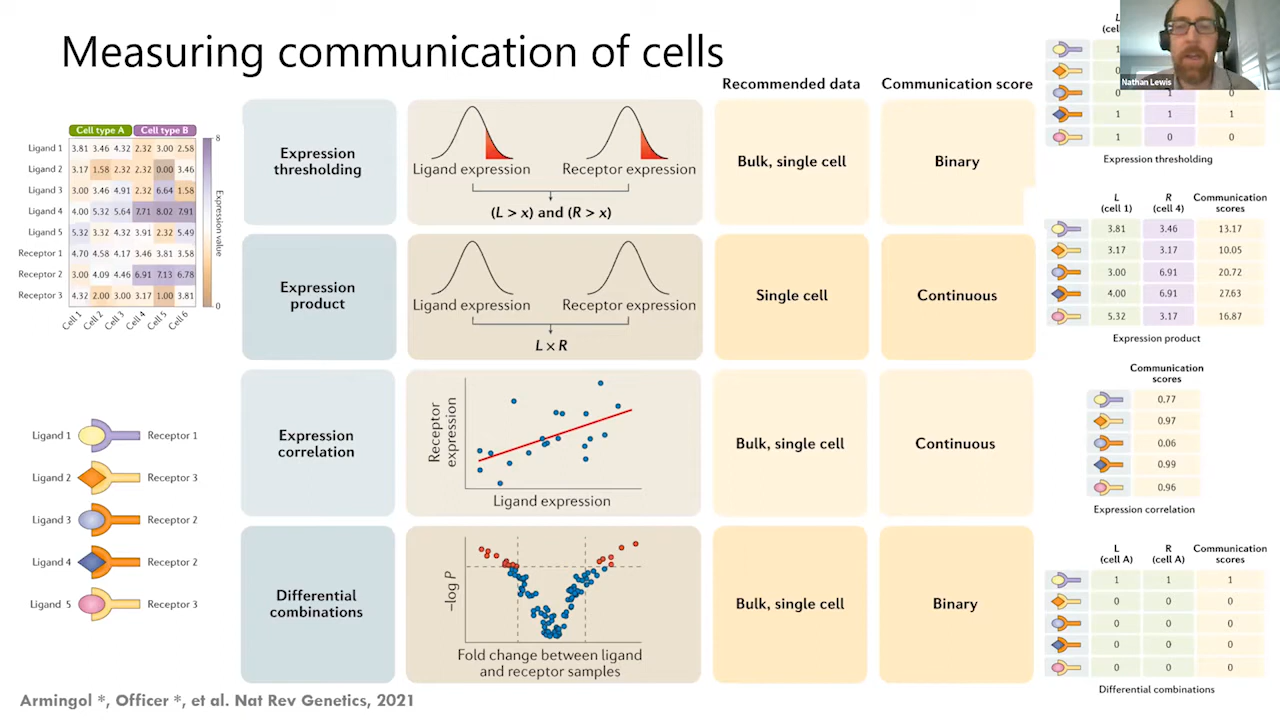 Measuring communication of cells
Nathan Lewis
Recommended data
Communication score
Cell type A Cell type B
Ligand 1 3.81 3.46 4.32 2.32 3.00 2.58
Ligand 2 3.17 1.58 2.32 2.32 0.00 3.46
Ligand 3 3.00 3.46 4.91 2.32 6.64 1.58
Ligand 4 4.00 5.32 5.64 7.71 8.02 7.91
Ligand 5 5.32 3.32 4.32 3.91 2.32 5.49
Receptor 1 4.70 4.58 4.17 3.46 3.81 3.58
Receptor 2 3.00 4.09 4.46 6.91 7.13 6.78
Receptor 3 4.32 2.00 3.00 3.17 1.00 3.81
Cell 1 Cell 2 Cell 3 Cell 4 Cell 5 Cell 6
8
Expression value
0
Ligand 1 Receptor 1
Ligand 2 Receptor 3
Ligand 3 Receptor 2
Ligand 4 Receptor 2
Ligand 5 Receptor 3
Expression
thresholding
Ligand expression Receptor expression
(L > x) and (R > x)
Bulk, single cell
Binary
Expression
product
Ligand expression Receptor expression
L x R
Single cell
Continuous
Expression
correlation
Receptor
expression
Ligand expression
Bulk, single cell
Continuous
Differential
combinations
–log P
Fold change between ligand
and receptor samples
Bulk, single cell
Binary
L
1
0
0 1 0
1 1 1
1 0 0
Expression thresholding
L R Communication
(cell 1) (cell 4) scores
3.81 3.46 13.17
3.17 3.17 10.05
3.00 6.91 20.72
4.00 6.91 27.63
5.32 3.17 16.87
Expression product
Communication
scores
0.77
0.97
0.06
0.99
0.96
Expression correlation
L R Communication
(cell A) (cell A) scores
1 1 1
0 0 0
0 0 0
0 0 0
0 0 0
Differential combinations
Armingol *, Officer *, et al. Nat Rev Genetics, 2021